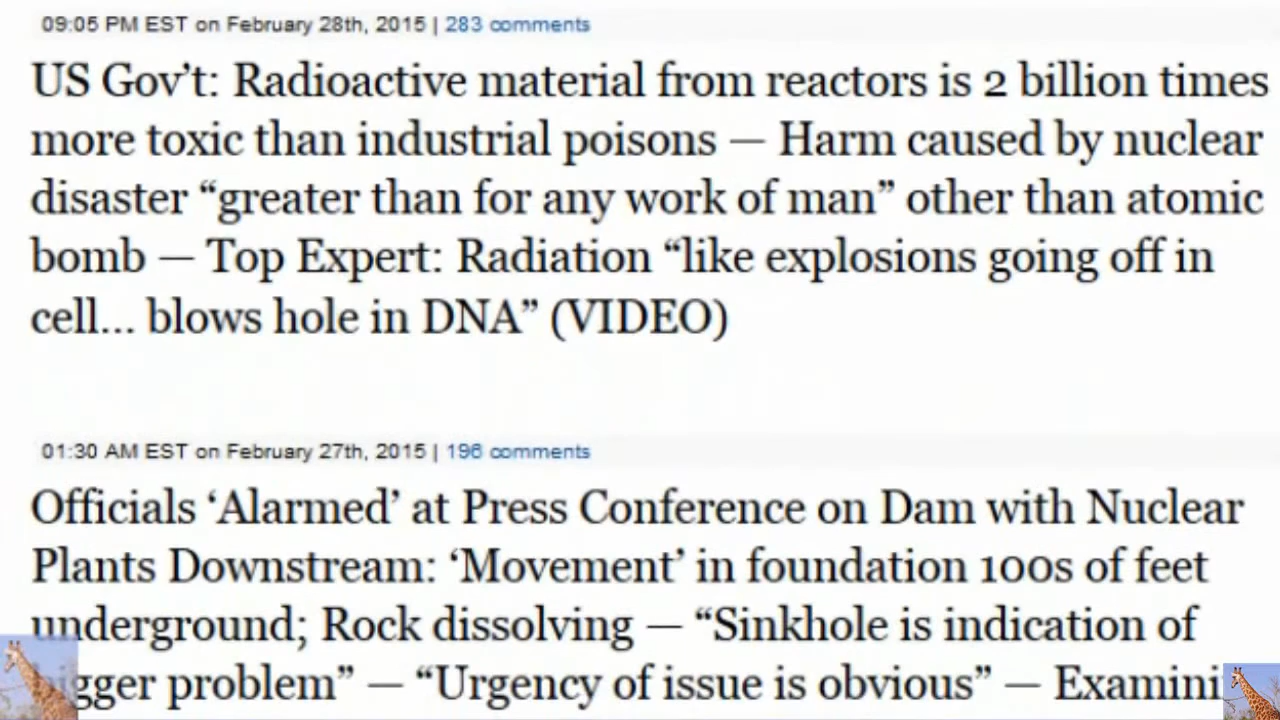 09:05 PM EST on February 28th, 2015 | 283 comments
US Gov’t: Radioactive material from reactors is 2 billion times
more toxic than industrial poisons — Harm caused by nuclear
disaster “greater than for any work of man” other than atomic
bomb — Top Expert: Radiation “like explosions going off in
cell... blows hole in DNA” (VIDEO)
01:30 AM EST on February 27th, 2015 | 196 comments
Officials ‘Alarmed’ at Press Conference on Dam with Nuclear
Plants Downstream: ‘Movement’ in foundation 100s of feet
underground; Rock dissolving — “Sinkhole is indication of
problem” — “Urgency of issue is obvious” —